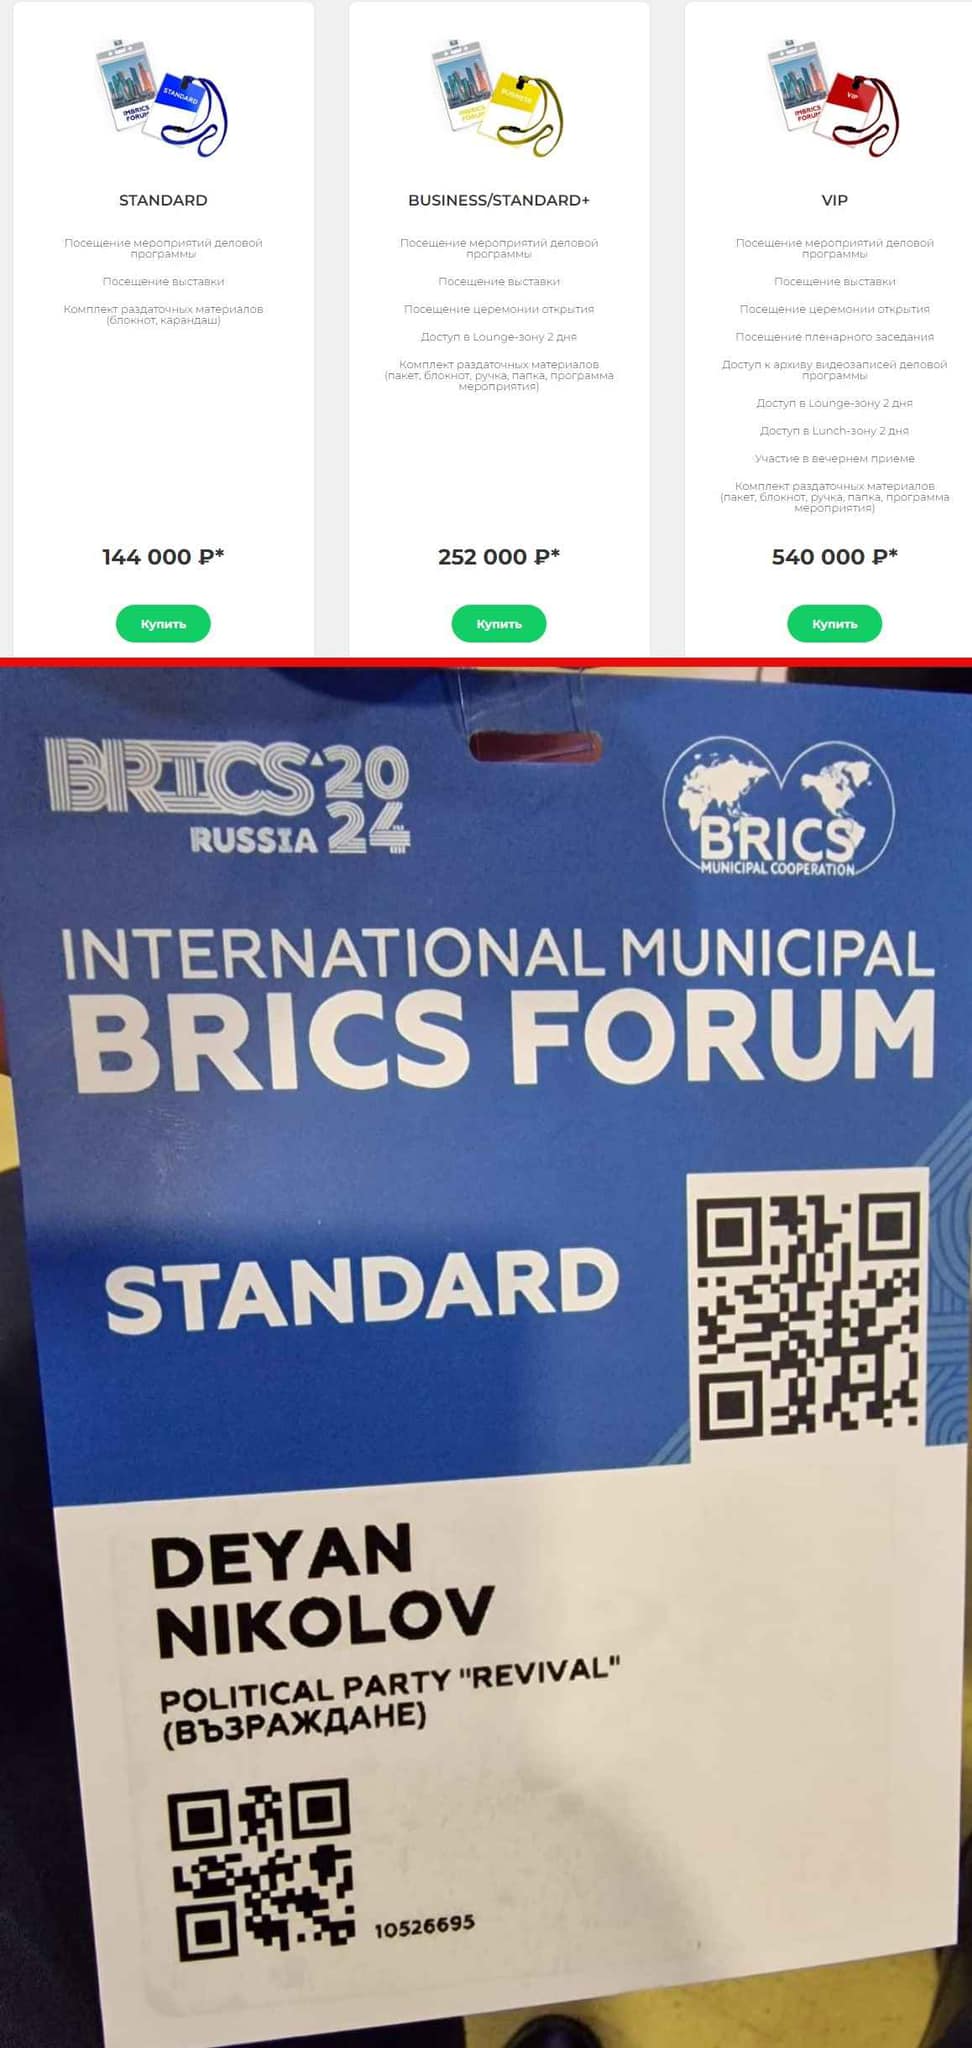 STANDARD
IMBRICS
FORUM
STANDARD
Посещение мероприятий деловой
программы
Посещение выставки
Комплект раздаточных материалов
(блокнот, карандаш)
144 000 ₽*
Купить
BUSINESS
IMBRICS
FORUM
BUSINESS/STANDARD+
Посещение мероприятий деловой
программы
Посещение выставки
Посещение церемонии открытия
Доступ в Lounge-зону 2 дня
Комплект раздаточных материалов
(пакет, блокнот, ручка, папка, программа
мероприятия)
252 000 ₽*
Купить
VIP
IMBRICS
FORUM
VIP
Посещение мероприятий деловой
программы
Посещение выставки
Посещение церемонии открытия
Посещение пленарного заседания
Доступ к архиву видеозаписей деловой
программы
Доступ в Lounge-зону 2 дня
Доступ в Lunch-зону 2 дня
Участие в вечернем приеме
Комплект раздаточных материалов
(пакет, блокнот, ручка, папка, программа
мероприятия)
540 000 ₽*
Купить
BRICS 2024
RUSSIA
BRICS
MUNICIPAL COOPERATION
INTERNATIONAL MUNICIPAL
BRICS FORUM
STANDARD
DEYAN
NIKOLOV
POLITICAL PARTY "REVIVAL"
(ВЪЗРАЖДАНЕ)
10526695